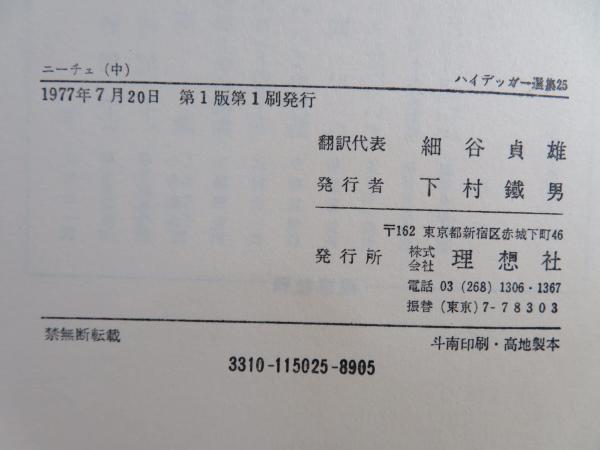 ニーチェ（中） ハイデッガー選集25
1977年7月20日 第1版第1刷発行
翻訳代表 細谷貞雄
発行者 下村鐵男
〒162 東京都新宿区赤城下町46
発行所 株式会社 理想社
電話 03 (268) 1306・1367
振替（東京）7-78303
禁無断転載 斗南印刷・高地製本
3310-115025-8905